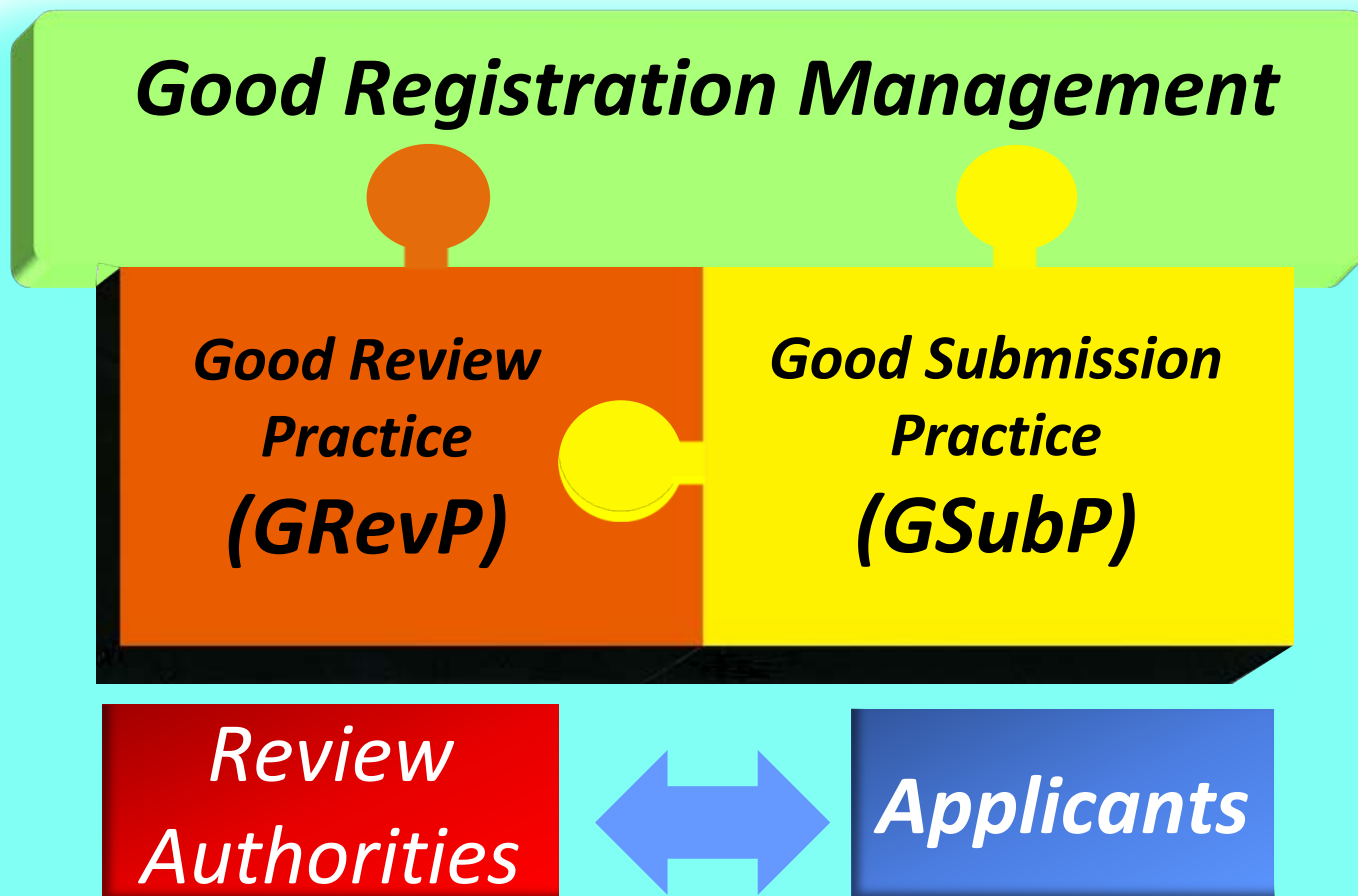 Good Registration Management
Good Review
Practice
(GRevP)
Good Submission
Practice
(GSubP)
Review
Authorities
Applicants